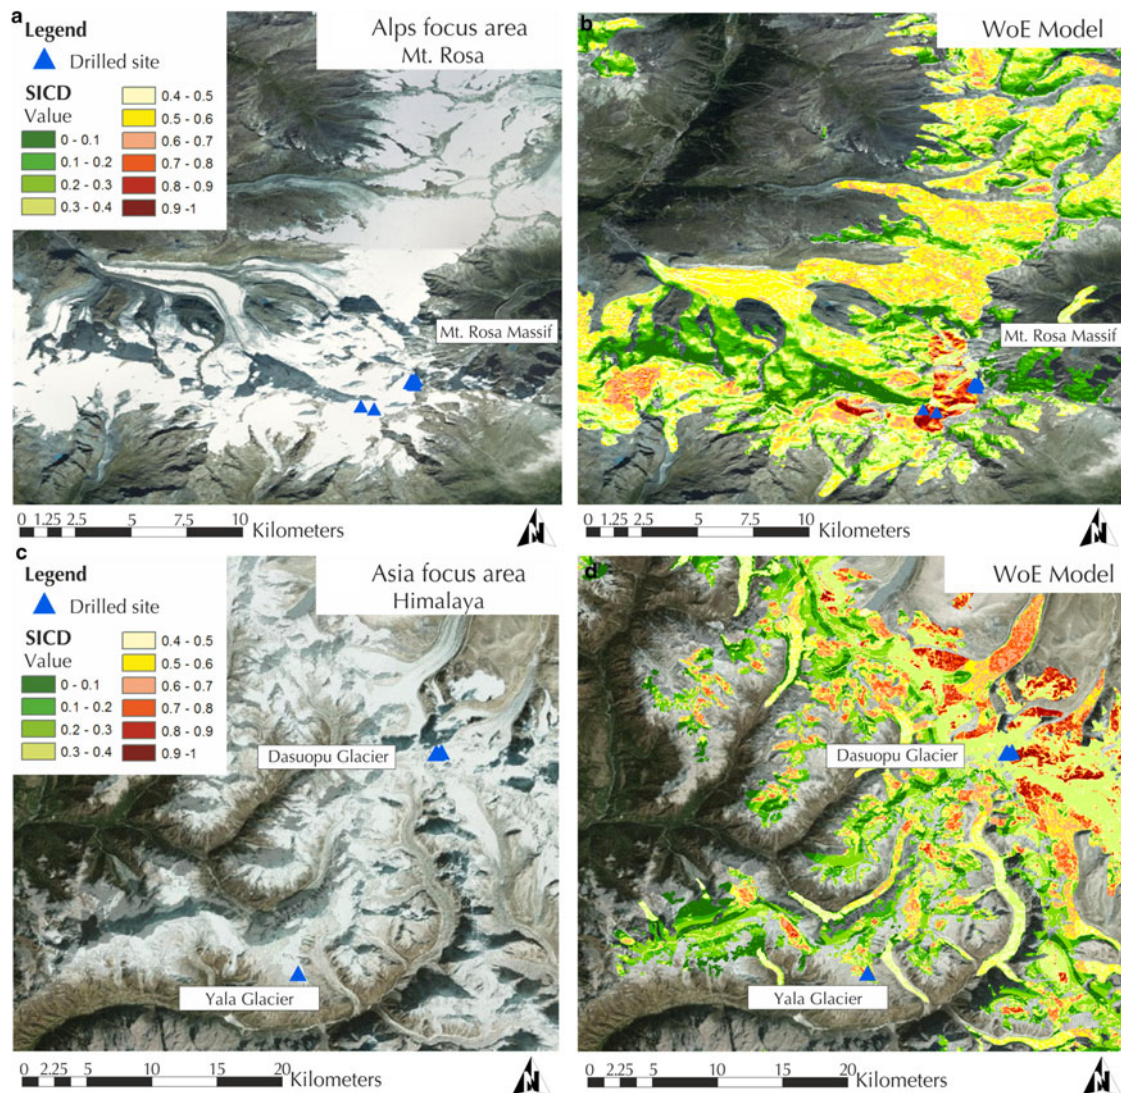 a
Alps focus area
Mt. Rosa
Legend
Drilled site
SICD
Value
0 - 0.1
0.1 - 0.2
0.2 - 0.3
0.3 - 0.4
0.4 - 0.5
0.5 - 0.6
0.6 - 0.7
0.7 - 0.8
0.8 - 0.9
0.9 -1
Mt. Rosa Massif
0 1.25 2.5 5 7.5 10
Kilometers
N
b
WoE Model
Mt. Rosa Massif
0 1.25 2.5 5 7.5 10
Kilometers
N
c
Asia focus area
Himalaya
Legend
Drilled site
SICD
Value
0 - 0.1
0.1 - 0.2
0.2 - 0.3
0.3 - 0.4
0.4 - 0.5
0.5 - 0.6
0.6 - 0.7
0.7 - 0.8
0.8 - 0.9
0.9 -1
Dasuopu Glacier
Yala Glacier
0 2.25 5 10 15 20
Kilometers
N
d
WoE Model
Dasuopu Glacier
Yala Glacier
0 2.25 5 10 15 20
Kilometers
N